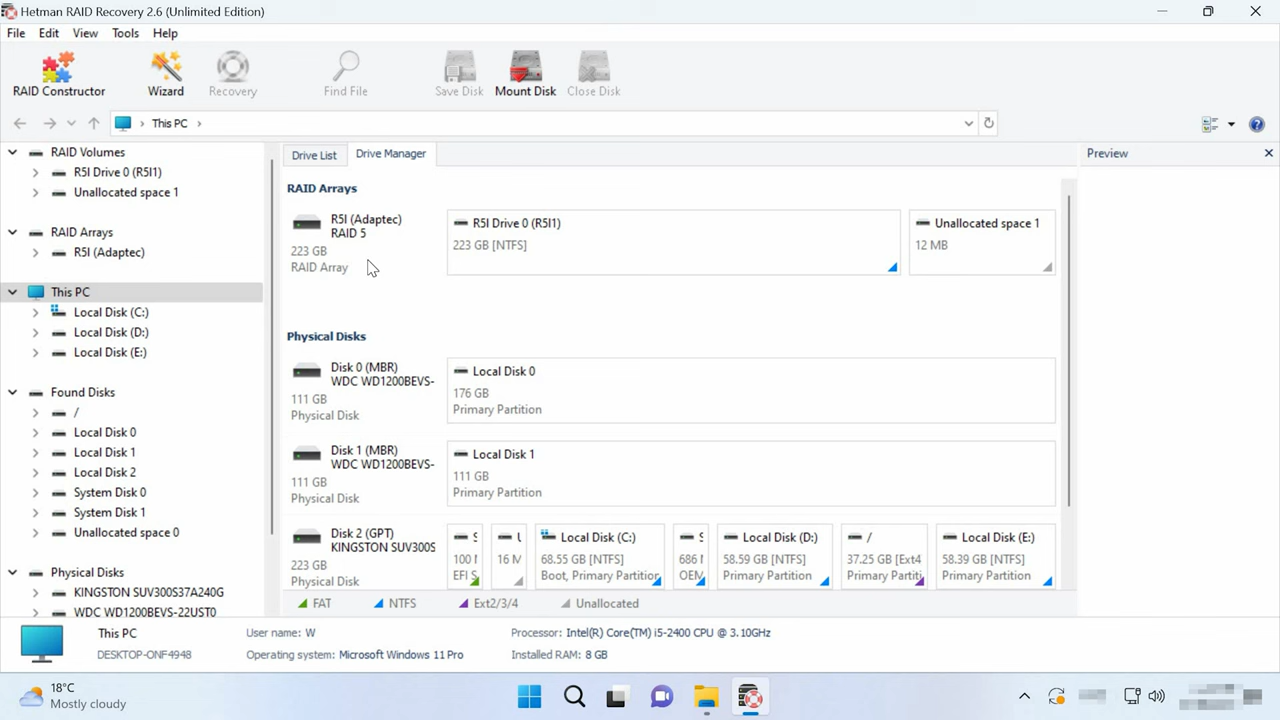 Hetman RAID Recovery 2.6 (Unlimited Edition)
File Edit View Tools Help
RAID Constructor Wizard Recovery Find File Save Disk Mount Disk Close Disk
This PC
RAID Volumes
R5I Drive 0 (R5I1)
Unallocated space 1
RAID Arrays
R5I (Adaptec)
This PC
Local Disk (C:)
Local Disk (D:)
Local Disk (E:)
Found Disks
/
Local Disk 0
Local Disk 1
Local Disk 2
System Disk 0
System Disk 1
Unallocated space 0
Physical Disks
KINGSTON SUV300S37A240G
WDC WD1200BEVS-22UST0
Drive List Drive Manager
RAID Arrays
R5I (Adaptec)
RAID 5
223 GB
RAID Array
R5I Drive 0 (R5I1)
223 GB [NTFS]
Unallocated space 1
12 MB
Physical Disks
Disk 0 (MBR)
WDC WD1200BEVS-
111 GB
Physical Disk
Local Disk 0
176 GB
Primary Partition
Disk 1 (MBR)
WDC WD1200BEVS-
111 GB
Physical Disk
Local Disk 1
111 GB
Primary Partition
Disk 2 (GPT)
KINGSTON SUV300S
223 GB
Physical Disk
S
100 
EFI S
16 M
Local Disk (C:)
68.55 GB [NTFS]
Boot, Primary Partition
S
686 
OEM
Local Disk (D:)
58.59 GB [NTFS]
Primary Partition
/
37.25 GB [Ext4
Primary Partiti
Local Disk (E:)
58.39 GB [NTFS]
Primary Partition
FAT NTFS Ext2/3/4 Unallocated
Preview
This PC
DESKTOP-ONF4948
User name: W
Operating system: Microsoft Windows 11 Pro
Processor: Intel(R) Core(TM) i5-2400 CPU @ 3.10GHz
Installed RAM: 8 GB
18°C
Mostly cloudy